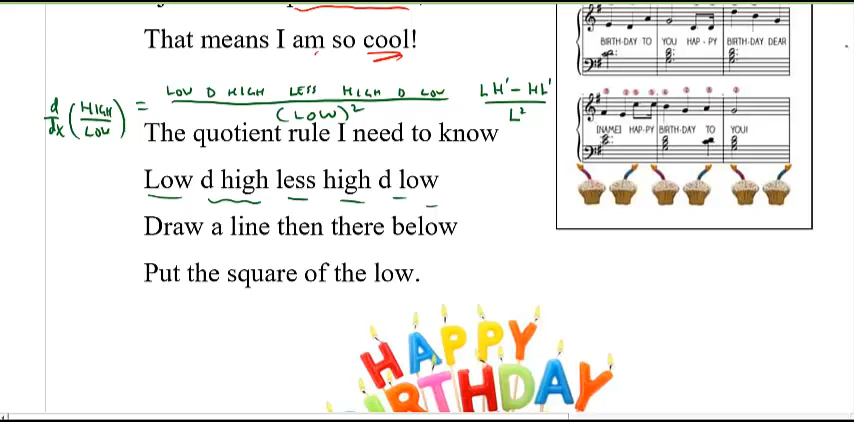 That means I am so cool!
d/dx (HIGH/LOW) = LOW D HIGH LESS HIGH D LOW / (LOW)² LH' - HL' / L²
The quotient rule I need to know
Low d high less high d low
Draw a line then there below
Put the square of the low.
BIRTH-DAY TO YOU HAP-PY BIRTH-DAY DEAR
[NAME] HAP-PY BIRTH-DAY TO YOU!
HAPPY
BIRTHDAY